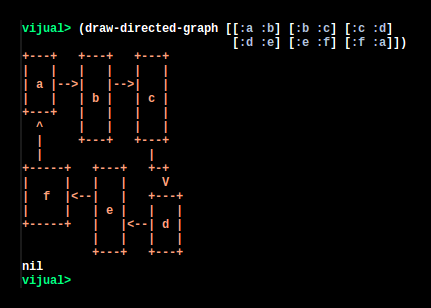 vijual> (draw-directed-graph [[:a :b] [:b :c] [:c :d]
                              [:d :e] [:e :f] [:f :a]])
+---+   +---+   +---+
|   |   |   |   |   |
| a |-->|   |-->|   |
|   |   | b |   | c |
+---+   |   |   |   |
  ^     |   |   |   |
  |     +---+   +---+
  |               |
+-----+   +---+   +-+
|     |   |   |     V
|  f  |<--|   |   +---+
|     |   | e |   |   |
+-----+   |   |<--| d |
          |   |   |   |
          +---+   +---+
nil
vijual>